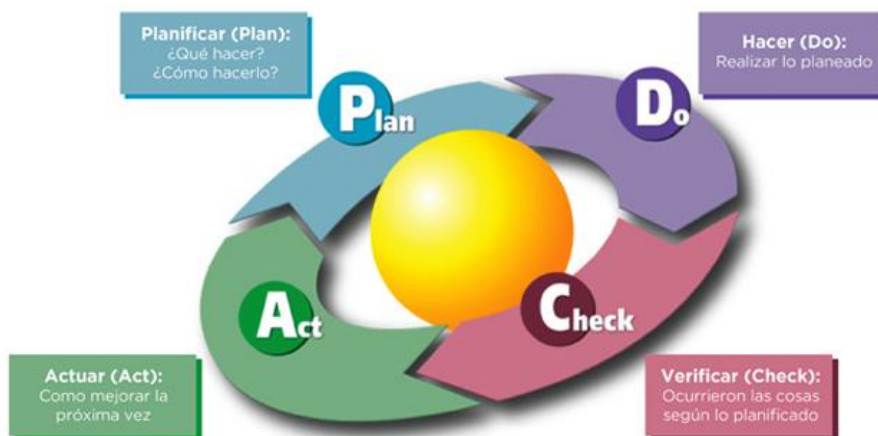 Planificar (Plan):
¿Qué hacer?
¿Cómo hacerlo?
Hacer (Do):
Realizar lo planeado
Plan
Do
Act
Check
Actuar (Act):
Como mejorar la
próxima vez
Verificar (Check):
Ocurrieron las cosas
según lo planificado